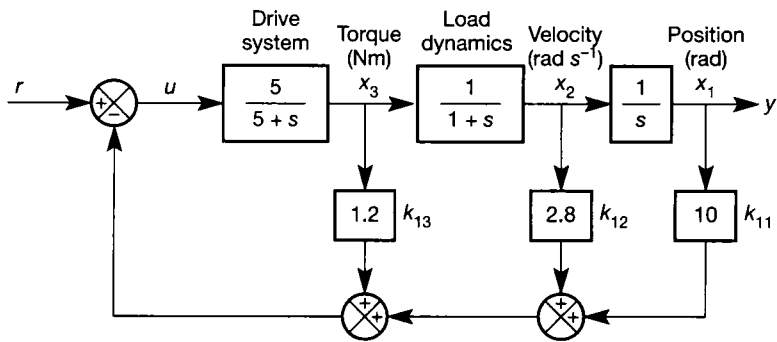 Drive
system
Torque
(Nm)
Load
dynamics
Velocity
(rad s⁻¹)
Position
(rad)
r
+
−
u
5
5 + s
x₃
1
1 + s
x₂
1
s
x₁
y
1.2
k₁₃
2.8
k₁₂
10
k₁₁
+
+
+
+